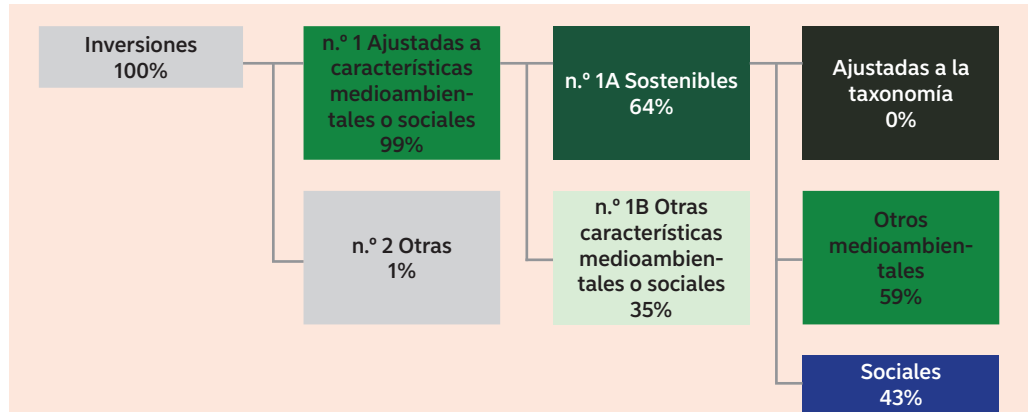 Inversiones
100%
n.º 1 Ajustadas a
características
medioambien-
tales o sociales
99%
n.º 2 Otras
1%
n.º 1A Sostenibles
64%
n.º 1B Otras
características
medioambien-
tales o sociales
35%
Ajustadas a la
taxonomía
0%
Otros
medioambien-
tales
59%
Sociales
43%